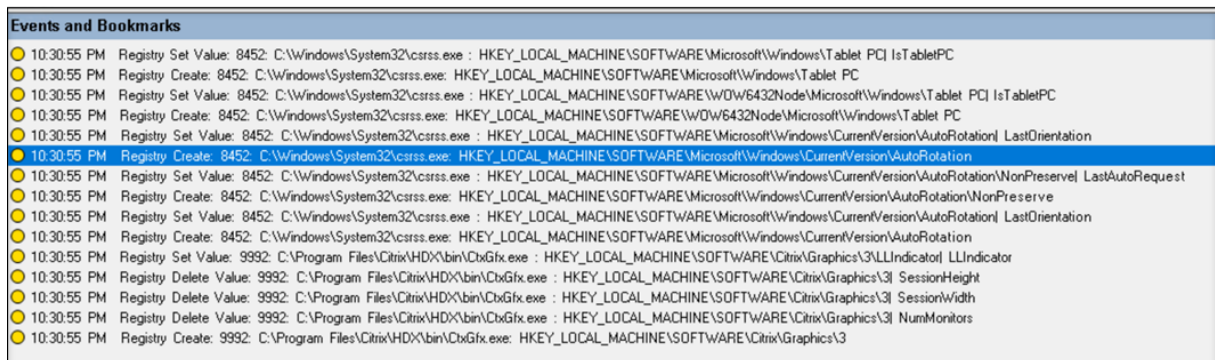 Events and Bookmarks
10:30:55 PM Registry Set Value: 8452: C:\Windows\System32\csrss.exe : HKEY_LOCAL_MACHINE\SOFTWARE\Microsoft\Windows\Tablet PC| IsTabletPC
10:30:55 PM Registry Create: 8452: C:\Windows\System32\csrss.exe: HKEY_LOCAL_MACHINE\SOFTWARE\Microsoft\Windows\Tablet PC
10:30:55 PM Registry Set Value: 8452: C:\Windows\System32\csrss.exe : HKEY_LOCAL_MACHINE\SOFTWARE\WOW6432Node\Microsoft\Windows\Tablet PC| IsTabletPC
10:30:55 PM Registry Create: 8452: C:\Windows\System32\csrss.exe: HKEY_LOCAL_MACHINE\SOFTWARE\WOW6432Node\Microsoft\Windows\Tablet PC
10:30:55 PM Registry Set Value: 8452: C:\Windows\System32\csrss.exe : HKEY_LOCAL_MACHINE\SOFTWARE\Microsoft\Windows\CurrentVersion\AutoRotation| LastOrientation
10:30:55 PM Registry Create: 8452: C:\Windows\System32\csrss.exe: HKEY_LOCAL_MACHINE\SOFTWARE\Microsoft\Windows\CurrentVersion\AutoRotation
10:30:55 PM Registry Set Value: 8452: C:\Windows\System32\csrss.exe : HKEY_LOCAL_MACHINE\SOFTWARE\Microsoft\Windows\CurrentVersion\AutoRotation\NonPreserve| LastAutoRequest
10:30:55 PM Registry Create: 8452: C:\Windows\System32\csrss.exe: HKEY_LOCAL_MACHINE\SOFTWARE\Microsoft\Windows\CurrentVersion\AutoRotation\NonPreserve
10:30:55 PM Registry Set Value: 8452: C:\Windows\System32\csrss.exe : HKEY_LOCAL_MACHINE\SOFTWARE\Microsoft\Windows\CurrentVersion\AutoRotation| LastOrientation
10:30:55 PM Registry Create: 8452: C:\Windows\System32\csrss.exe: HKEY_LOCAL_MACHINE\SOFTWARE\Microsoft\Windows\CurrentVersion\AutoRotation
10:30:55 PM Registry Set Value: 9992: C:\Program Files\Citrix\HDX\bin\CtxGfx.exe : HKEY_LOCAL_MACHINE\SOFTWARE\Citrix\Graphics\3\LLIndicator| LLIndicator
10:30:55 PM Registry Delete Value: 9992: C:\Program Files\Citrix\HDX\bin\CtxGfx.exe : HKEY_LOCAL_MACHINE\SOFTWARE\Citrix\Graphics\3| SessionHeight
10:30:55 PM Registry Delete Value: 9992: C:\Program Files\Citrix\HDX\bin\CtxGfx.exe : HKEY_LOCAL_MACHINE\SOFTWARE\Citrix\Graphics\3| SessionWidth
10:30:55 PM Registry Delete Value: 9992: C:\Program Files\Citrix\HDX\bin\CtxGfx.exe : HKEY_LOCAL_MACHINE\SOFTWARE\Citrix\Graphics\3| NumMonitors
10:30:55 PM Registry Create: 9992: C:\Program Files\Citrix\HDX\bin\CtxGfx.exe: HKEY_LOCAL_MACHINE\SOFTWARE\Citrix\Graphics\3